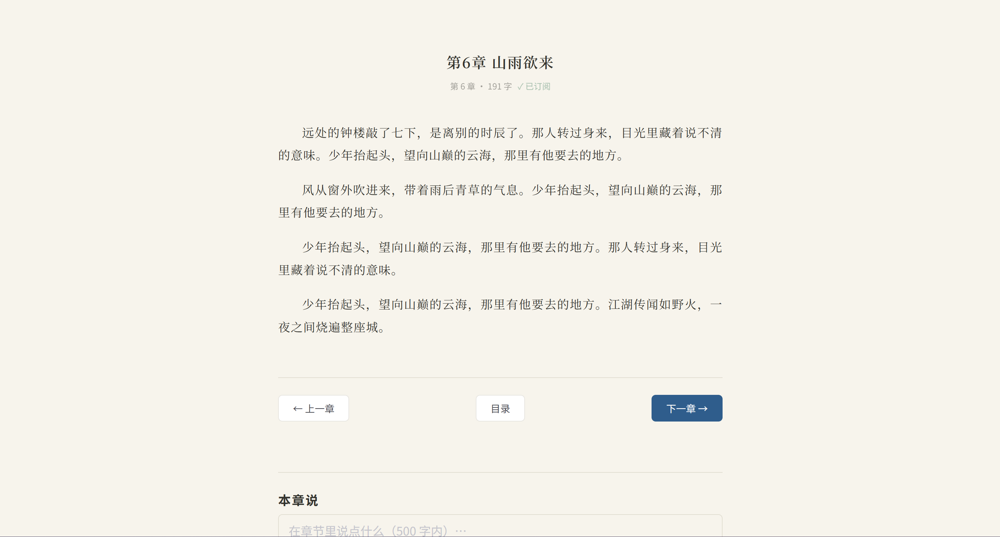 第6章 山雨欲来
第 6 章 · 191 字 ✓已订阅
远处的钟楼敲了七下，是离别的时辰了。那人转过身来，目光里藏着说不清
的意味。少年抬起头，望向山巅的云海，那里有他要去的地方。
风从窗外吹进来，带着雨后青草的气息。少年抬起头，望向山巅的云海，那
里有他要去的地方。
少年抬起头，望向山巅的云海，那里有他要去的地方。那人转过身来，目光
里藏着说不清的意味。
少年抬起头，望向山巅的云海，那里有他要去的地方。江湖传闻如野火，一
夜之间烧遍整座城。
← 上一章
目录
下一章 →
本章说
在章节里说点什么（500 字内）…